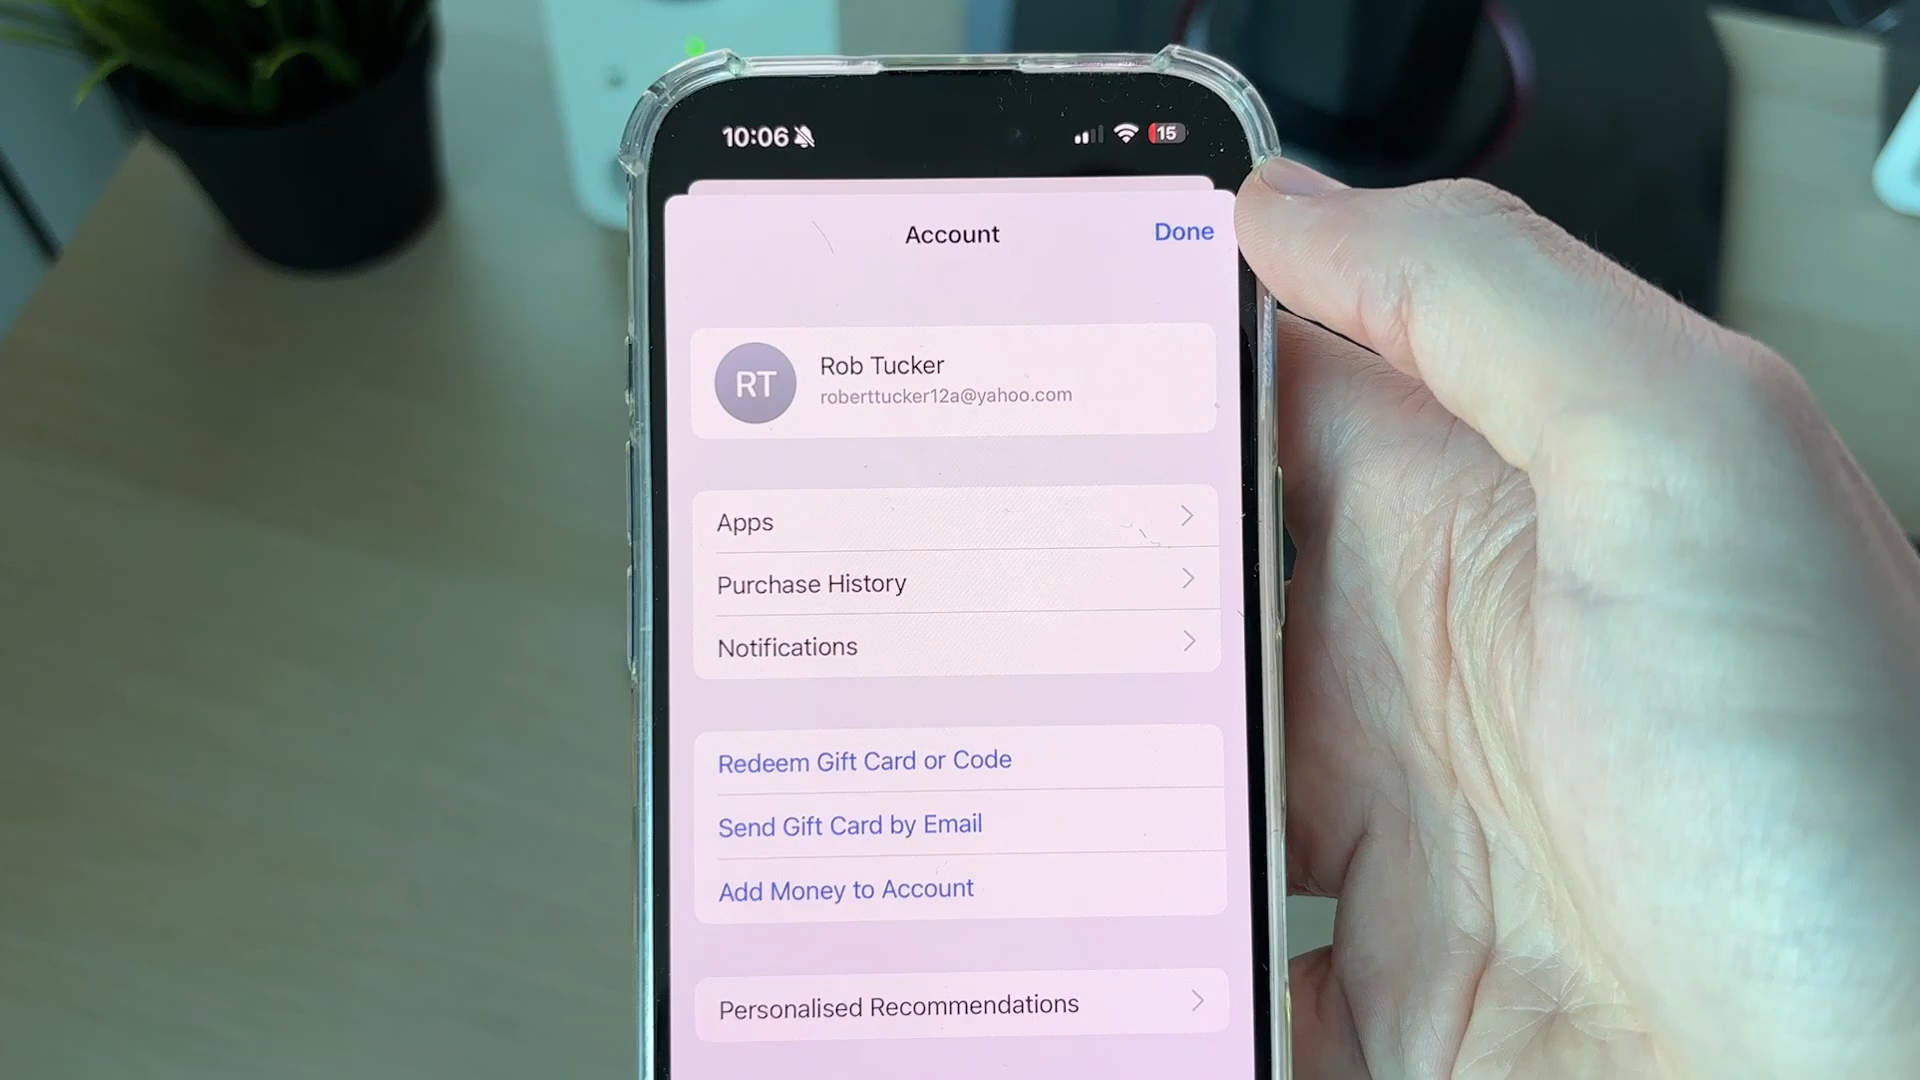 10:06
15
Account
Done
RT
Rob Tucker
roberttucker12a@yahoo.com
Apps
Purchase History
Notifications
Redeem Gift Card or Code
Send Gift Card by Email
Add Money to Account
Personalised Recommendations